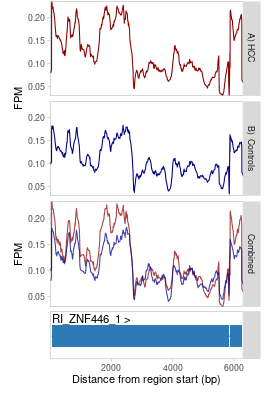 0.20
0.15
0.10
0.05
A) HCC
FPM
0.20
0.15
0.10
0.05
B) Controls
0.20
0.15
0.10
0.05
Combined
FPM
RI_ZNF446_1 >
2000
4000
6000
Distance from region start (bp)